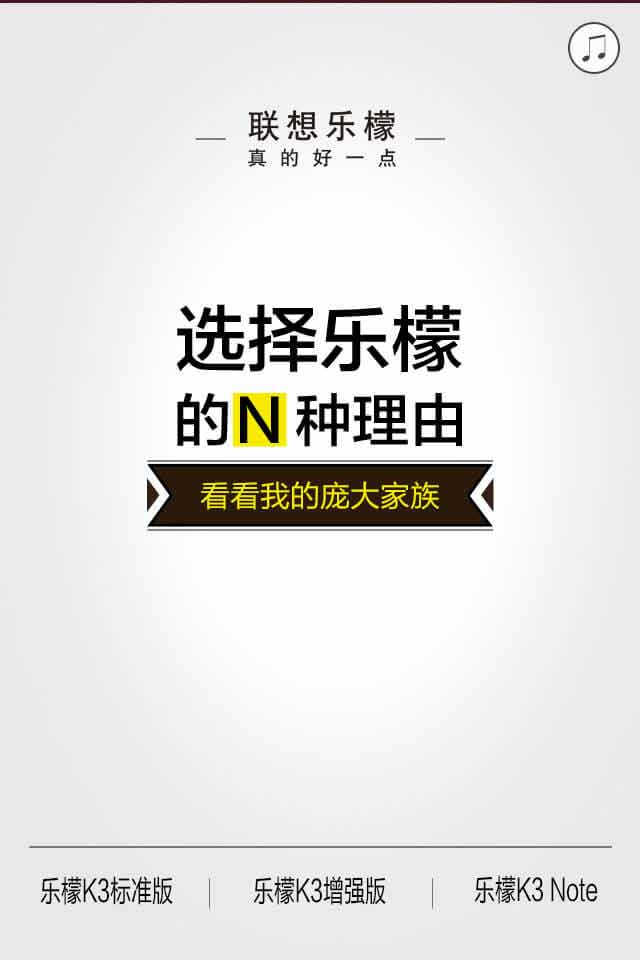 联想乐檬
真的好一点
选择乐檬
的N种理由
看看我的庞大家族
乐檬K3标准版
乐檬K3增强版
乐檬K3 Note